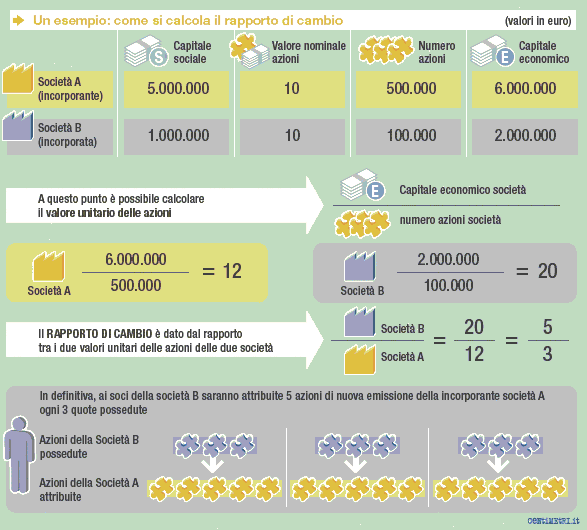 Un esempio: come si calcola il rapporto di cambio (valori in euro)
Capitale sociale
Valore nominale azioni
Numero azioni
Capitale economico
S
E
Società A (incorporante)
5.000.000 10 500.000 6.000.000
Società B (incorporata)
1.000.000 10 100.000 2.000.000
A questo punto è possibile calcolare
il valore unitario delle azioni
E
Capitale economico società
numero azioni società
Società A
6.000.000
500.000
= 12
Società B
2.000.000
100.000
= 20
Il RAPPORTO DI CAMBIO è dato dal rapporto
tra i due valori unitari delle azioni delle due società
Società B
Società A
=
20
12
=
5
3
In definitiva, ai soci della società B saranno attribuite 5 azioni di nuova emissione della incorporante società A
ogni 3 quote possedute
Azioni della Società B
possedute
Azioni della Società A
attribuite
CENTIMETRI.it